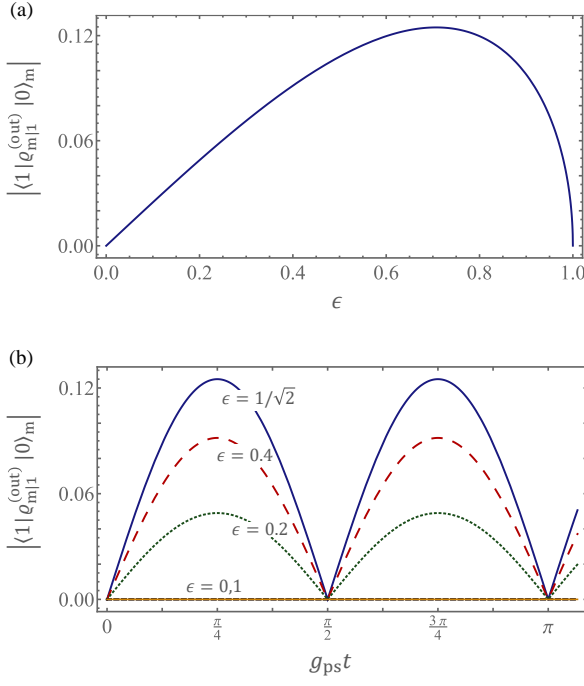 (a)
|⟨1|ϱ_{m|1}^{(out)}|0⟩_m|
0.12
0.06
0.00
0.0 0.2 0.4 0.6 0.8 1.0
ϵ
(b)
|⟨1|ϱ_{m|1}^{(out)}|0⟩_m|
0.12
ϵ = 1/√2
ϵ = 0.4
0.06
ϵ = 0.2
ϵ = 0,1
0.00
0 π/4 π/2 3π/4 π
g_{ps}t